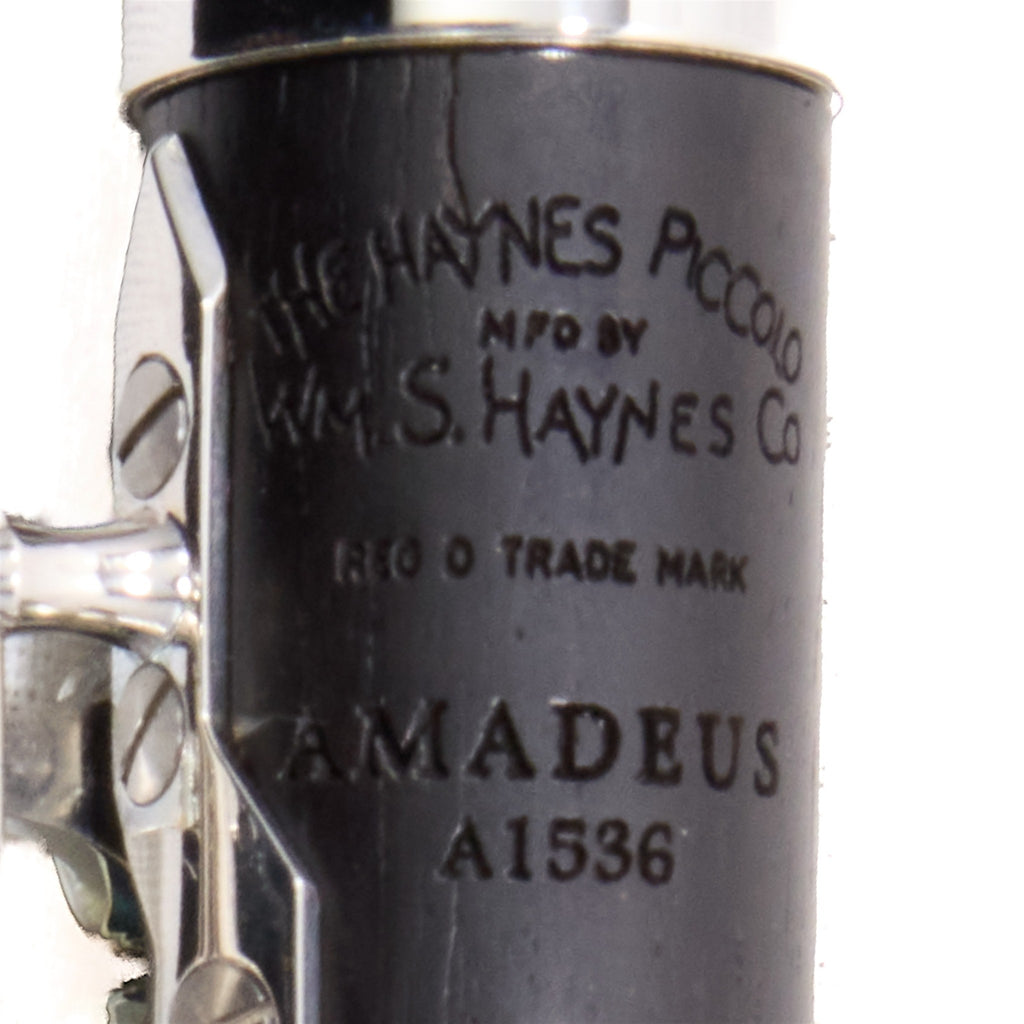 THE HAYNES PICCOLO
MFD BY
WM. S. HAYNES CO
REG D TRADE MARK
AMADEUS
A1536